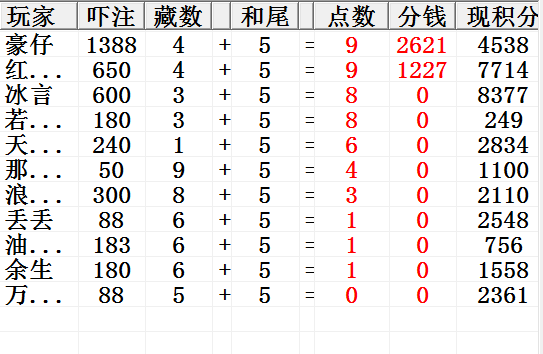 玩家 吓注 藏数 和尾 点数 分钱 现积分
豪仔 1388 4 + 5 = 9 2621 4538
红... 650 4 + 5 = 9 1227 7714
冰言 600 3 + 5 = 8 0 8377
若... 180 3 + 5 = 8 0 249
天... 240 1 + 5 = 6 0 2834
那... 50 9 + 5 = 4 0 1100
浪... 300 8 + 5 = 3 0 2110
丢丢 88 6 + 5 = 1 0 2548
油... 183 6 + 5 = 1 0 756
余生 180 6 + 5 = 1 0 1558
万... 88 5 + 5 = 0 0 2361